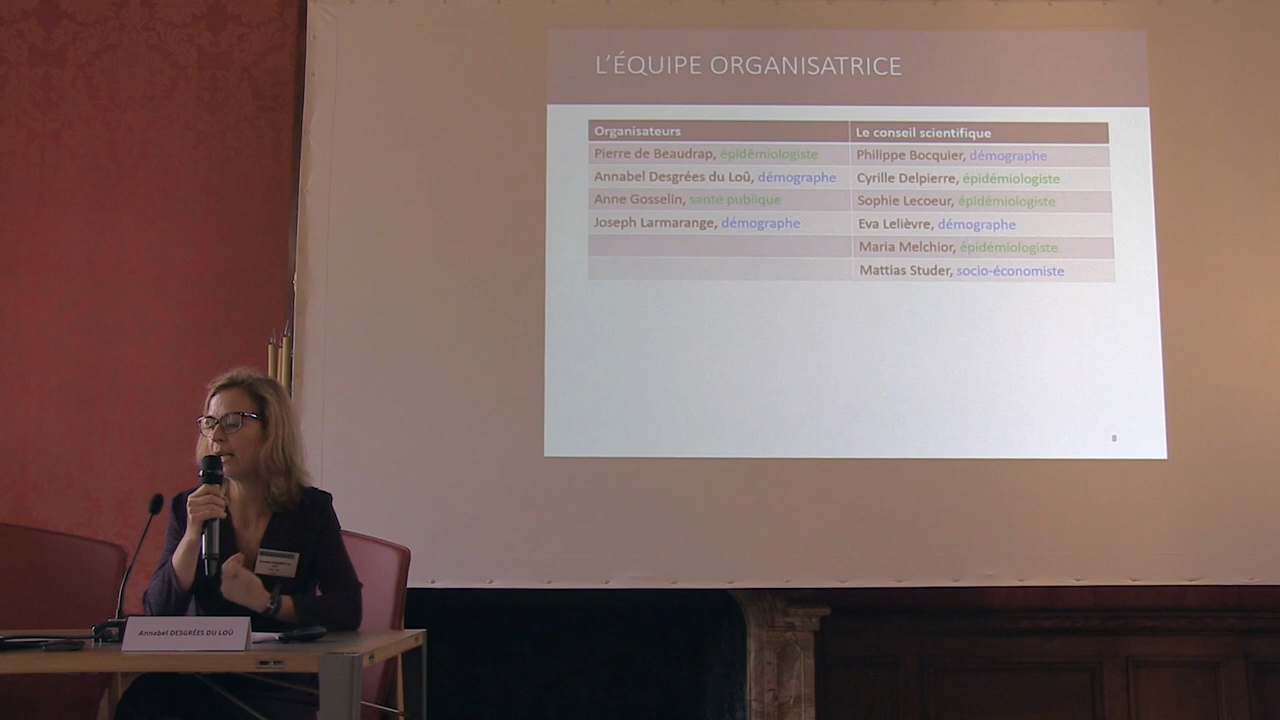 L'ÉQUIPE ORGANISATRICE
Organisateurs
Le conseil scientifique
Pierre de Beaudrap, épidémiologiste
Philippe Bocquier, démographe
Annabel Desgrées du Loû, démographe
Cyrille Delpierre, épidémiologiste
Anne Gosselin, santé publique
Sophie Lecoeur, épidémiologiste
Joseph Larmarange, démographe
Eva Lelièvre, démographe
Maria Melchior, épidémiologiste
Mattias Studer, socio-économiste
8
Annabel DESGRÉES DU LOÛ